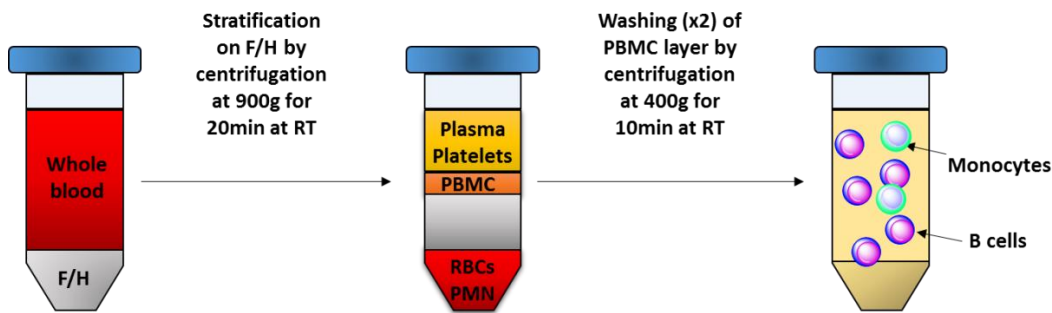 Stratification
on F/H by
centrifugation
at 900g for
20min at RT
Washing (x2) of
PBMC layer by
centrifugation
at 400g for
10min at RT
Whole
blood
F/H
Plasma
Platelets
PBMC
RBCs
PMN
Monocytes
B cells